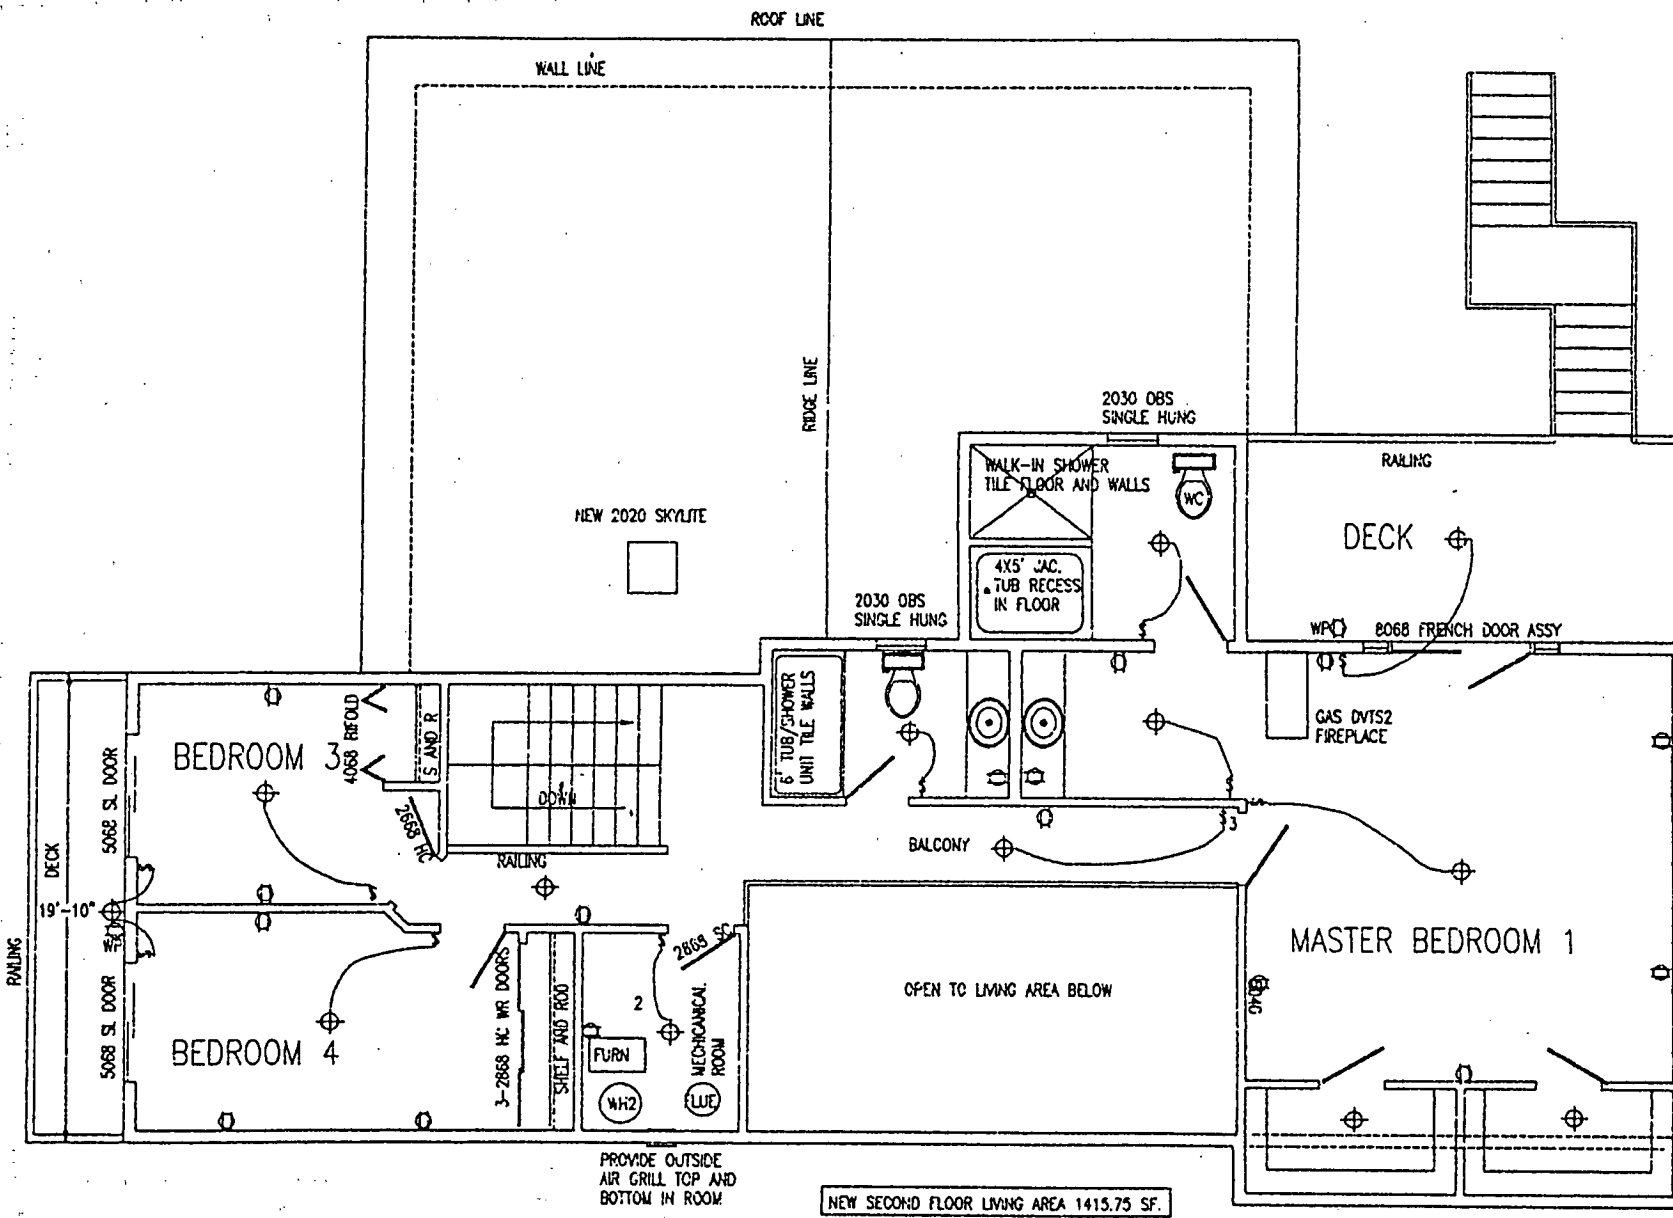 ROOF LINE
WALL LINE
RIDGE LINE
2030 OBS
SINGLE HUNG
RAILING
WALK-IN SHOWER
TILE FLOOR AND WALLS
WC
NEW 2020 SKYLITE
DECK
4X5' JAC.
TUB RECESS
IN FLOOR
2030 OBS
SINGLE HUNG
WP
8068 FRENCH DOOR ASSY
6' TUB/SHOWER
UNIT TILE WALLS
GAS DVTS2
FIREPLACE
BEDROOM 3
4068 BIFOLD
S AND R
DOWN
5068 SL DOOR
2668 HC
RAILING
BALCONY
3
DECK
19'-10"
RAILING
MASTER BEDROOM 1
2868 SC
OPEN TO LIVING AREA BELOW
5068 SL DOOR
BEDROOM 4
3-2868 HC WR DOORS
SHELF AND ROD
2
MECHICANICAL
ROOM
FURN
WH2
LUE
PROVIDE OUTSIDE
AIR GRILL TOP AND
BOTTOM IN ROOM
NEW SECOND FLOOR LIVING AREA 1415.75 SF.